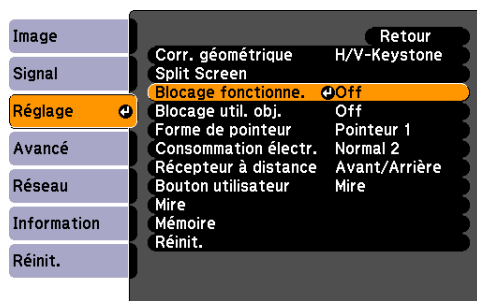 Image
Signal
Réglage
Avancé
Réseau
Information
Réinit.
Retour
Corr. géométrique H/V-Keystone
Split Screen
Blocage fonctionne. Off
Blocage util. obj. Off
Forme de pointeur Pointeur 1
Consommation électr. Normal 2
Récepteur à distance Avant/Arrière
Bouton utilisateur Mire
Mire
Mémoire
Réinit.